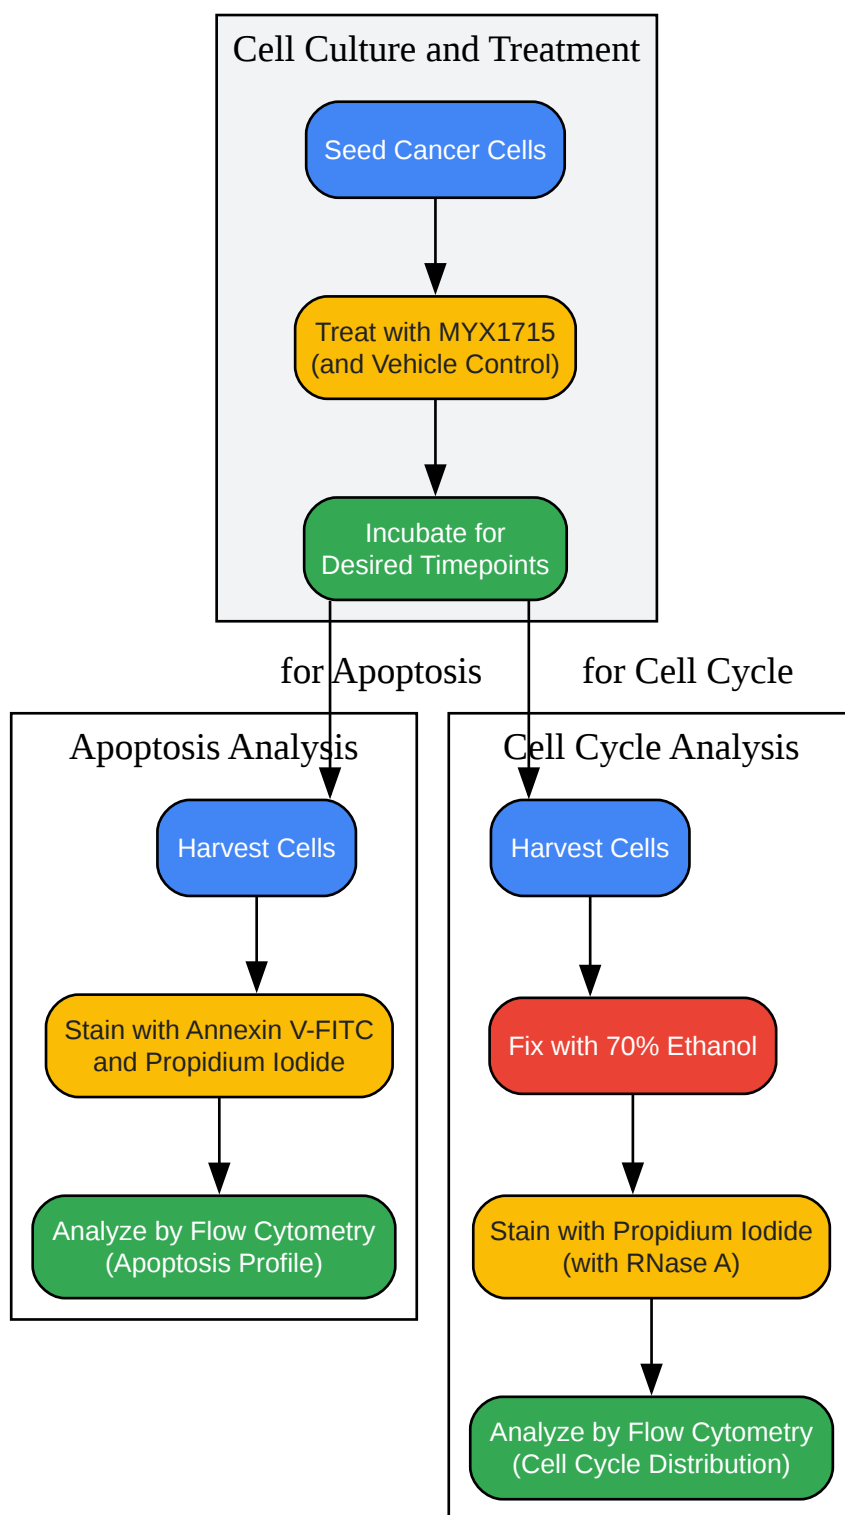 Cell Culture and Treatment
Seed Cancer Cells
Treat with MYX1715
(and Vehicle Control)
Incubate for
Desired Timepoints
for Apoptosis
for Cell Cycle
Apoptosis Analysis
Harvest Cells
Stain with Annexin V-FITC
and Propidium Iodide
Analyze by Flow Cytometry
(Apoptosis Profile)
Cell Cycle Analysis
Harvest Cells
Fix with 70% Ethanol
Stain with Propidium Iodide
(with RNase A)
Analyze by Flow Cytometry
(Cell Cycle Distribution)